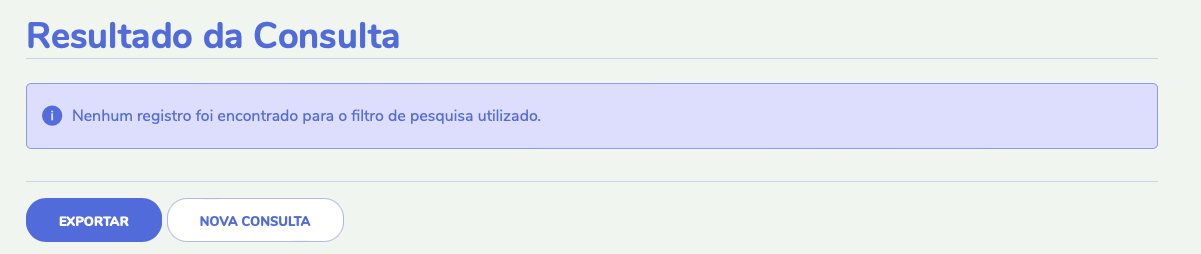 Resultado da Consulta
i Nenhum registro foi encontrado para o filtro de pesquisa utilizado.
EXPORTAR NOVA CONSULTA